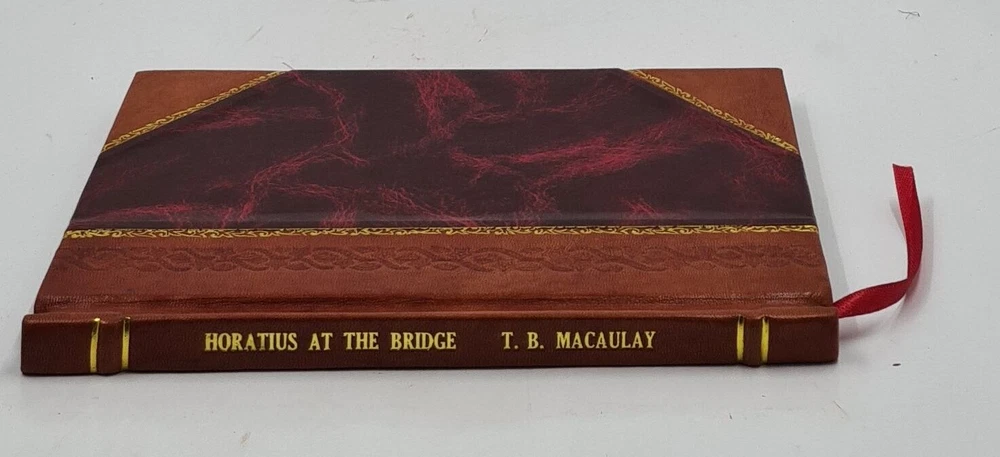 HORATIUS AT THE BRIDGE T. B. MACAULAY